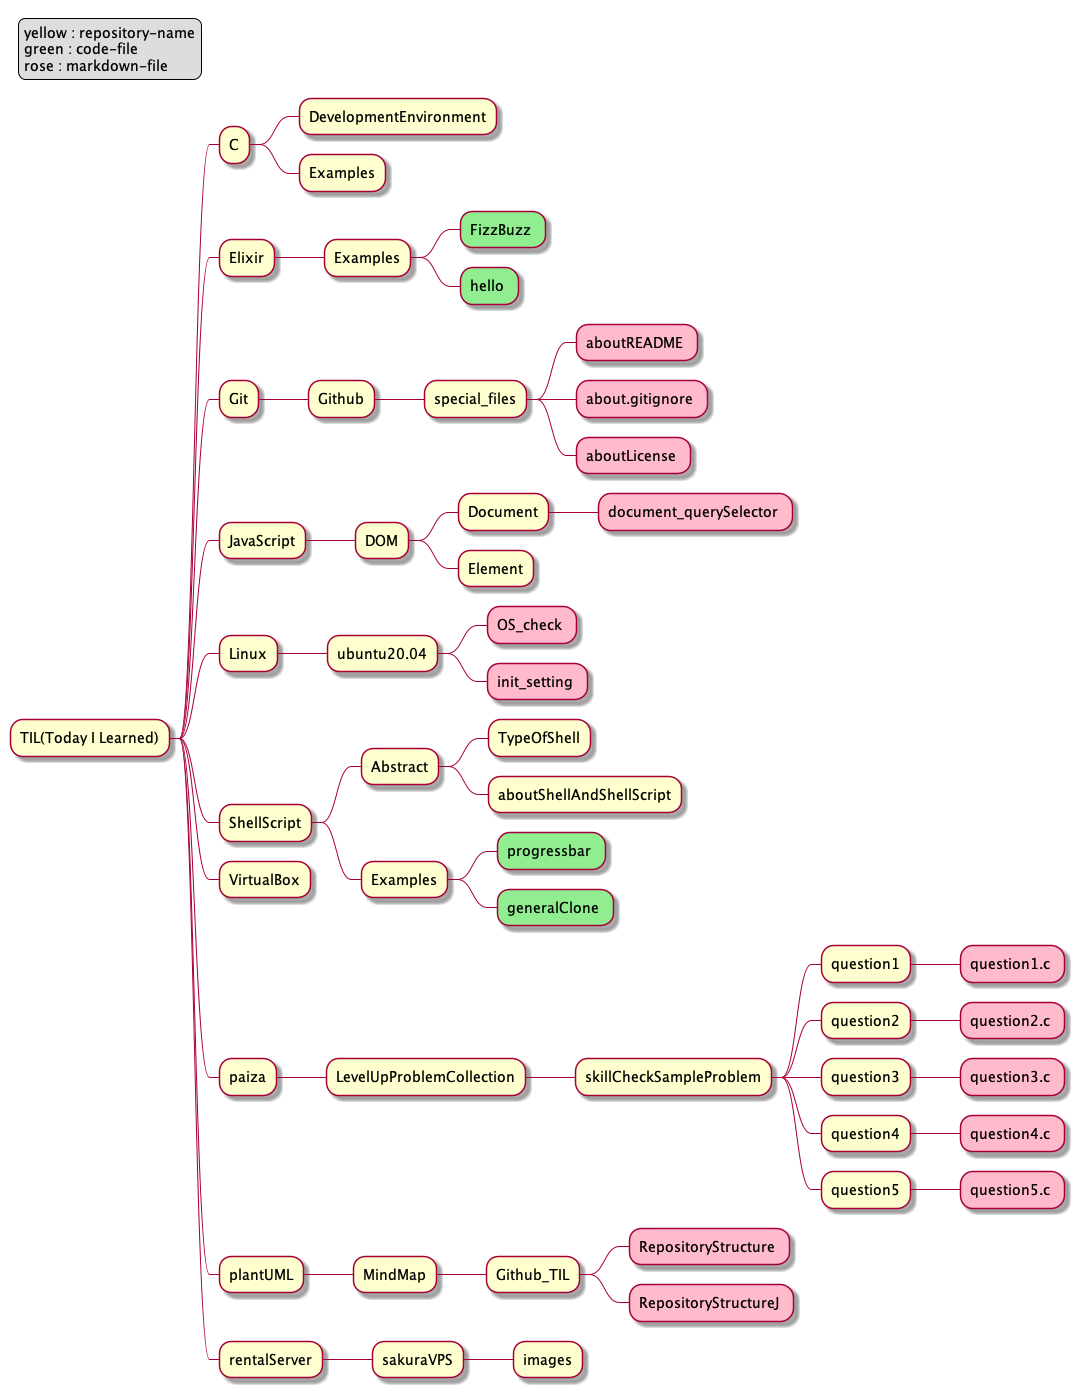 yellow : repository-name
green : code-file
rose : markdown-file
DevelopmentEnvironment
C
Examples
FizzBuzz
Elixir
Examples
hello
aboutREADME
Git
Github
special_files
about.gitignore
aboutLicense
Document
document_querySelector
JavaScript
DOM
Element
OS_check
Linux
ubuntu20.04
init_setting
TIL(Today I Learned)
TypeOfShell
Abstract
aboutShellAndShellScript
ShellScript
progressbar
VirtualBox
Examples
generalClone
question1
question1.c
question2
question2.c
paiza
LevelUpProblemCollection
skillCheckSampleProblem
question3
question3.c
question4
question4.c
question5
question5.c
RepositoryStructure
plantUML
MindMap
Github_TIL
RepositoryStructureJ
rentalServer
sakuraVPS
images